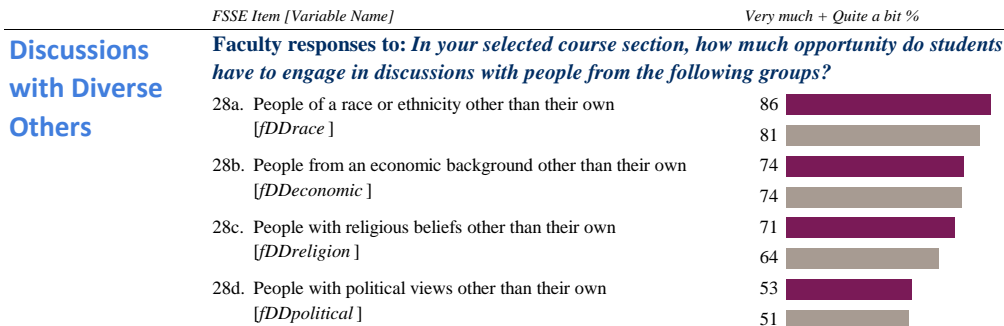 FSSE Item [Variable Name] Very much + Quite a bit %
Discussions
with Diverse
Others
Faculty responses to: In your selected course section, how much opportunity do students
have to engage in discussions with people from the following groups?
28a. People of a race or ethnicity other than their own 86
[fDDrace ] 81
28b. People from an economic background other than their own 74
[fDDeconomic ] 74
28c. People with religious beliefs other than their own 71
[fDDreligion ] 64
28d. People with political views other than their own 53
[fDDpolitical ] 51